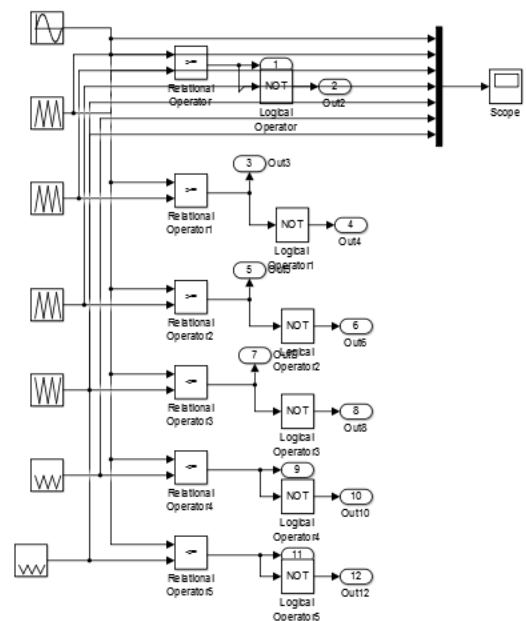 >=
1
Relational
Operator
NOT
2
Out2
Logical
Operator
Scope
3
Out3
>=
Relational
Operator1
NOT
4
Out4
Logical
Operator1
5
>=
Relational
Operator2
NOT
6
Out6
Logical
Operator2
7
<=
Relational
Operator3
NOT
8
Out8
Logical
Operator3
<=
9
Relational
Operator4
NOT
10
Out10
Logical
Operator4
<=
11
Relational
Operator5
NOT
12
Out12
Logical
Operator5